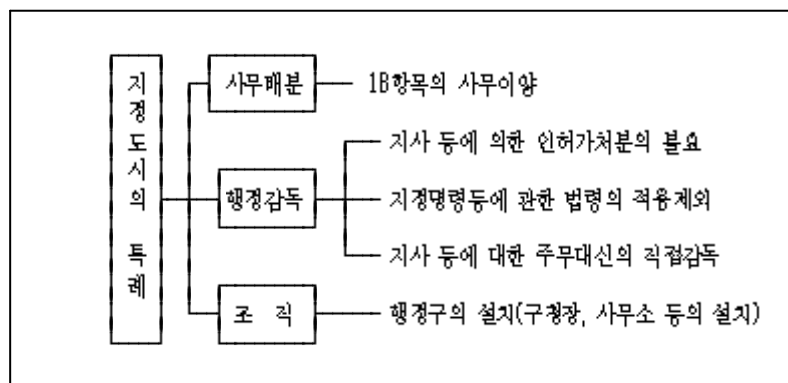 지정도시의 특례
사무배분
1B항목의 사무이양
지사 등에 의한 인허가처분의 불요
행정감독
지정명령등에 관한 법령의 적용제외
지사 등에 대한 주무대신의 직접감독
조 직
행정구의 설치(구청장, 사무소 등의 설치)